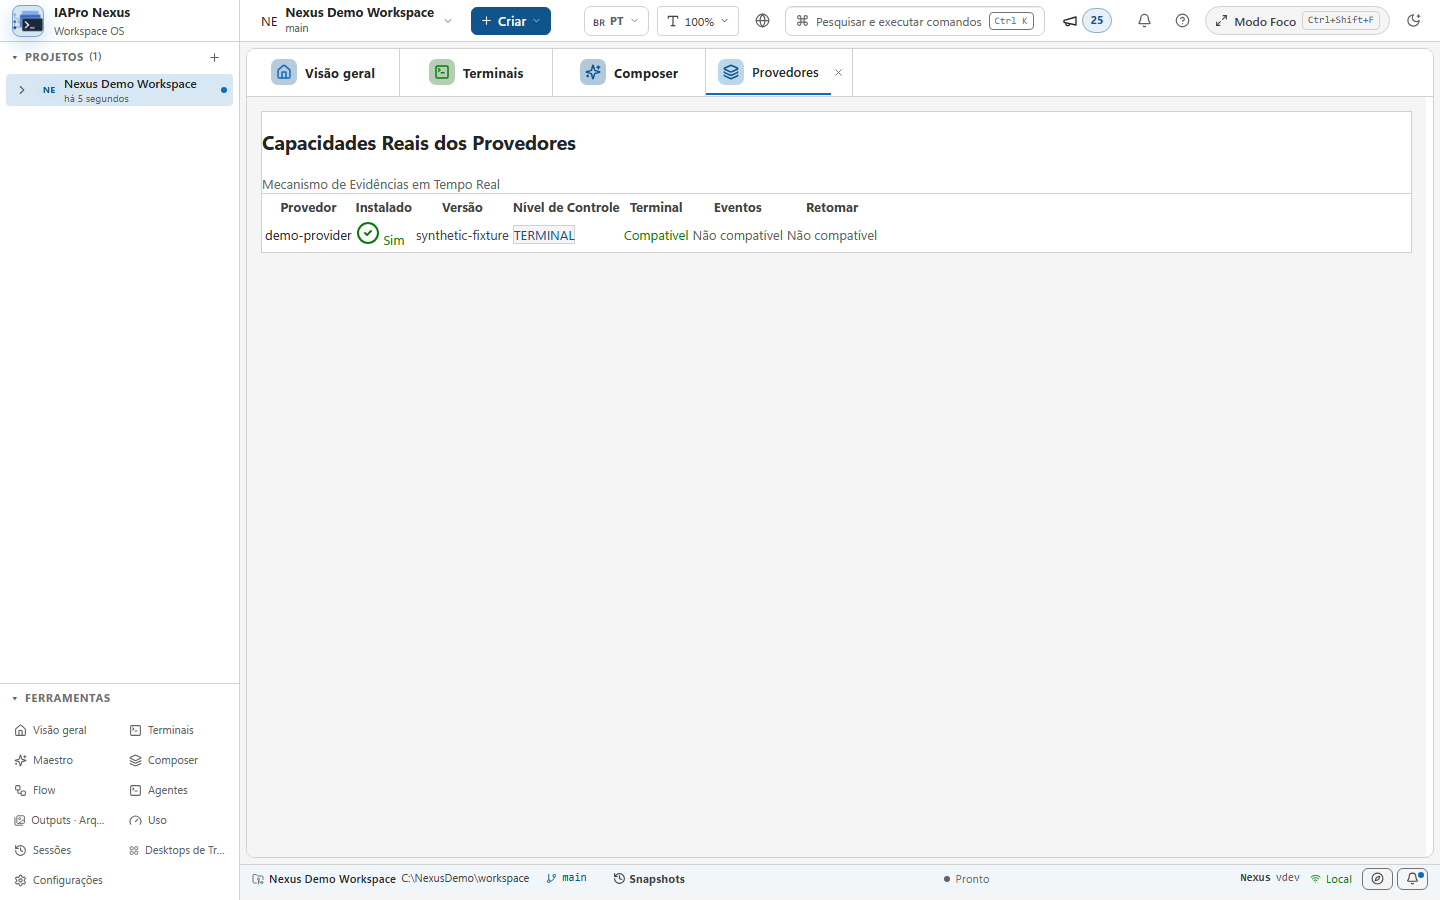 IAPro Nexus
Workspace OS
PROJETOS (1)
NE Nexus Demo Workspace
há 5 segundos
NE Nexus Demo Workspace
main
Criar
BR PT
100%
Pesquisar e executar comandos Ctrl K
25
Modo Foco Ctrl+Shift+F
Visão geral
Terminais
Composer
Provedores
Capacidades Reais dos Provedores
Mecanismo de Evidências em Tempo Real
Provedor Instalado Versão Nível de Controle Terminal Eventos Retomar
demo-provider Sim synthetic-fixture TERMINAL Compatível Não compatível Não compatível
FERRAMENTAS
Visão geral Terminais
Maestro Composer
Flow Agentes
Outputs · Arq... Uso
Sessões Desktops de Tr...
Configurações
Nexus Demo Workspace C:\NexusDemo\workspace main Snapshots Pronto Nexus vdev Local